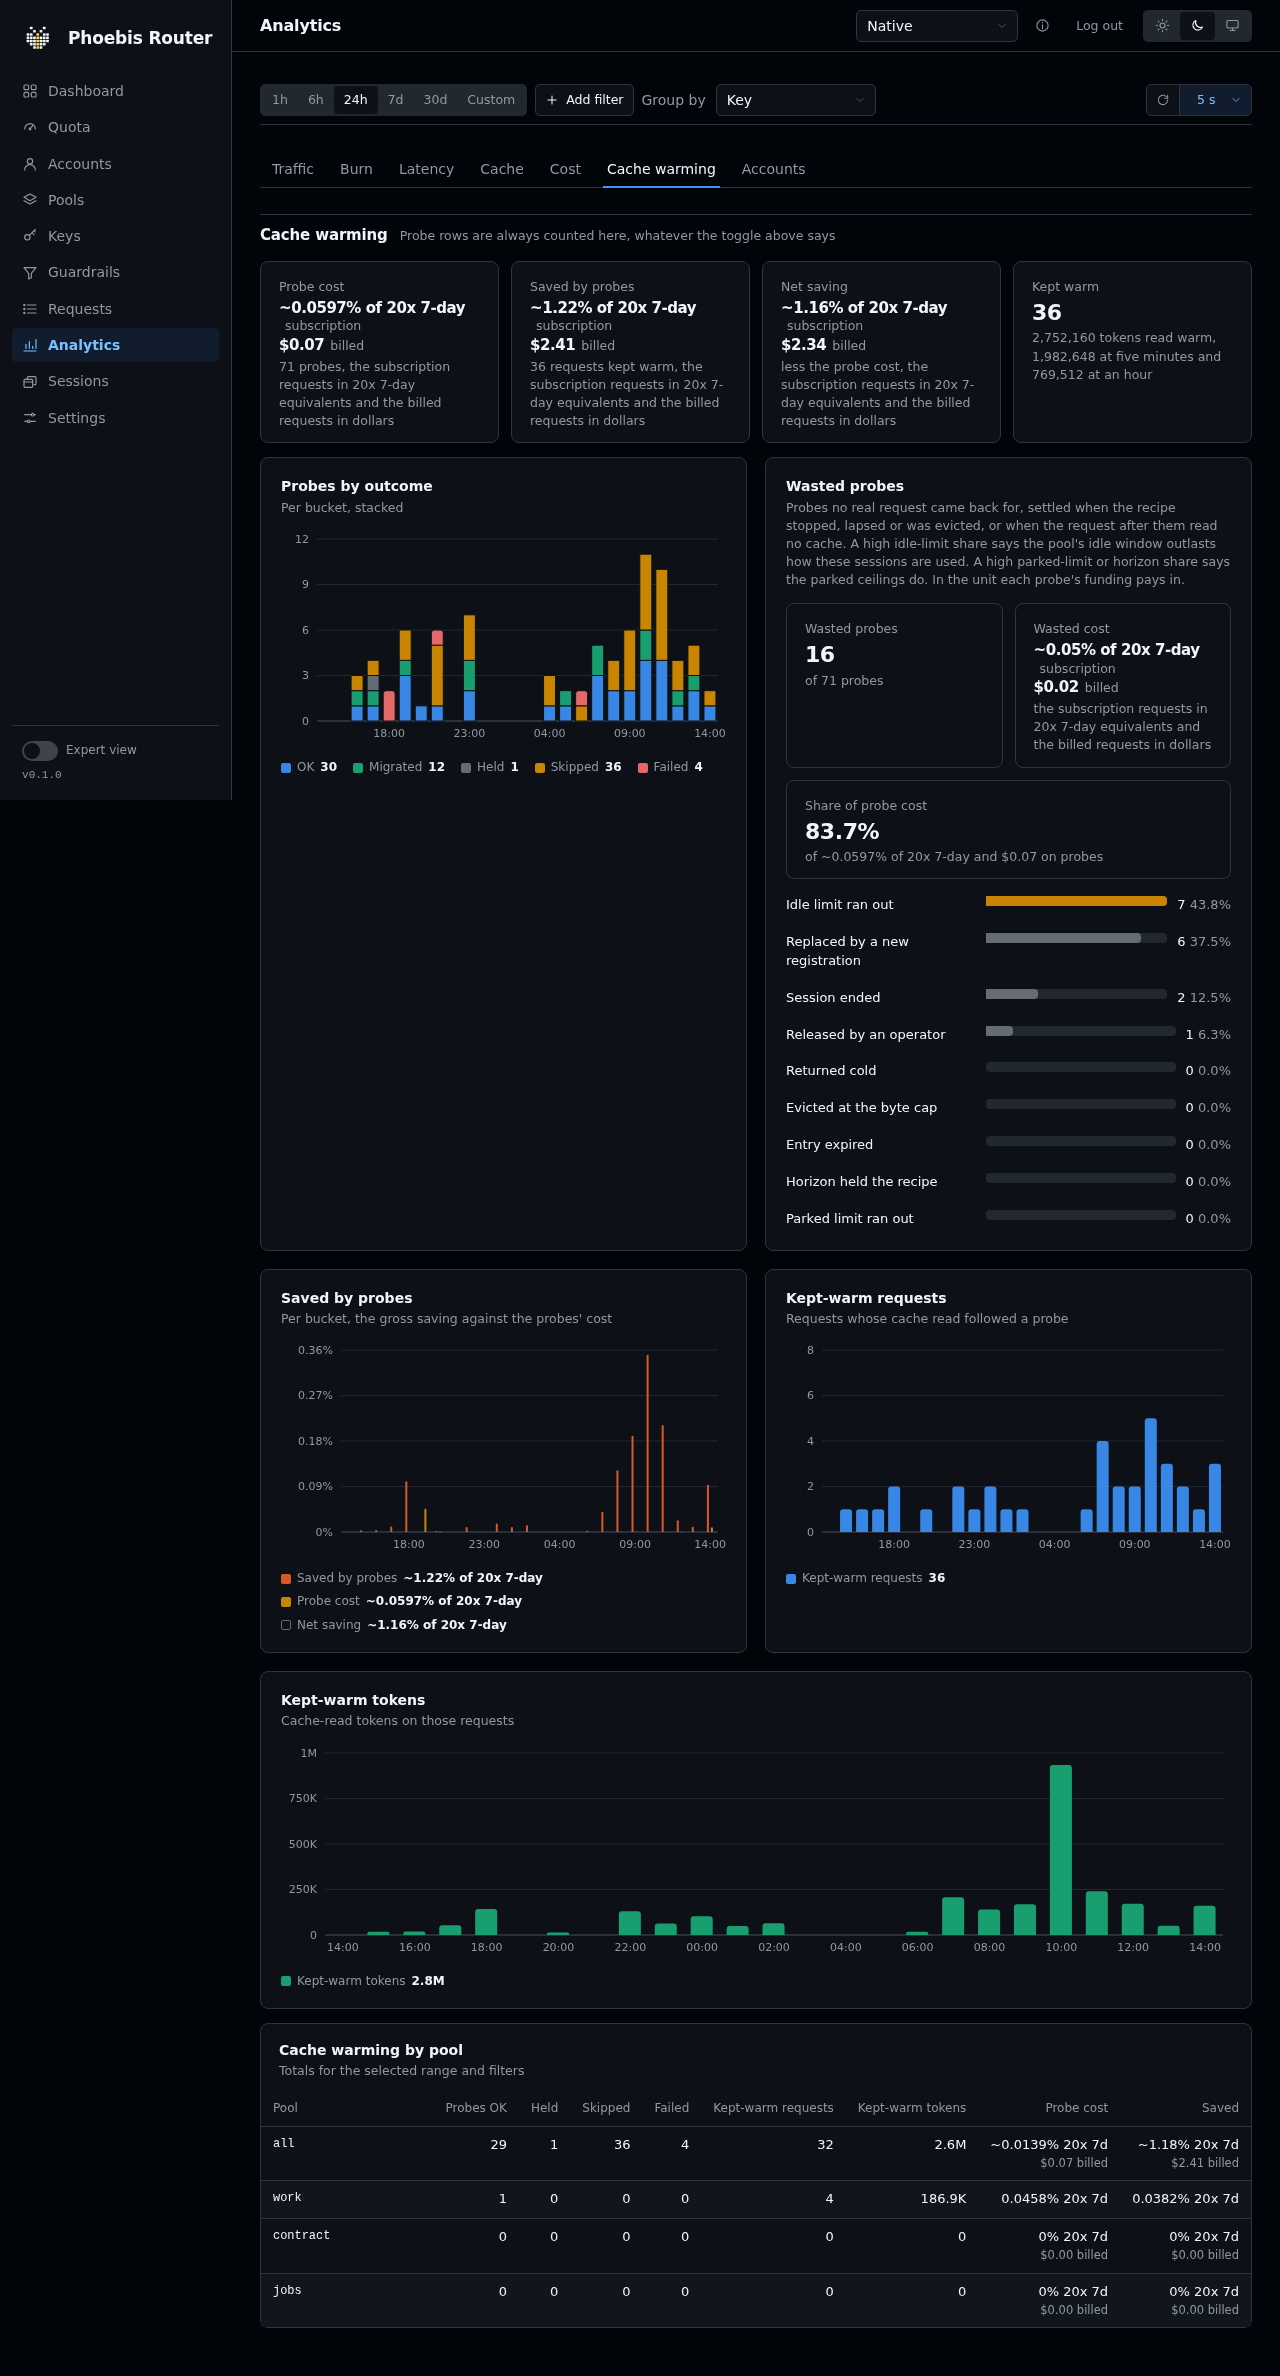 Phoebis Router
Dashboard
Quota
Accounts
Pools
Keys
Guardrails
Requests
Analytics
Sessions
Settings
Expert view
v0.1.0
Analytics
Native
Log out
1h 6h 24h 7d 30d Custom
Add filter
Group by
Key
5 s
Traffic Burn Latency Cache Cost Cache warming Accounts
Cache warming Probe rows are always counted here, whatever the toggle above says
Probe cost
~0.0597% of 20x 7-day
subscription
$0.07 billed
71 probes, the subscription
requests in 20x 7-day
equivalents and the billed
requests in dollars
Saved by probes
~1.22% of 20x 7-day
subscription
$2.41 billed
36 requests kept warm, the
subscription requests in 20x 7-
day equivalents and the billed
requests in dollars
Net saving
~1.16% of 20x 7-day
subscription
$2.34 billed
less the probe cost, the
subscription requests in 20x 7-
day equivalents and the billed
requests in dollars
Kept warm
36
2,752,160 tokens read warm,
1,982,648 at five minutes and
769,512 at an hour
Probes by outcome
Per bucket, stacked
12
9
6
3
0
18:00 23:00 04:00 09:00 14:00
OK 30 Migrated 12 Held 1 Skipped 36 Failed 4
Wasted probes
Probes no real request came back for, settled when the recipe
stopped, lapsed or was evicted, or when the request after them read
no cache. A high idle-limit share says the pool's idle window outlasts
how these sessions are used. A high parked-limit or horizon share says
the parked ceilings do. In the unit each probe's funding pays in.
Wasted probes
16
of 71 probes
Wasted cost
~0.05% of 20x 7-day
subscription
$0.02 billed
the subscription requests in
20x 7-day equivalents and
the billed requests in dollars
Share of probe cost
83.7%
of ~0.0597% of 20x 7-day and $0.07 on probes
Idle limit ran out 7 43.8%
Replaced by a new
registration
6 37.5%
Session ended 2 12.5%
Released by an operator 1 6.3%
Returned cold 0 0.0%
Evicted at the byte cap 0 0.0%
Entry expired 0 0.0%
Horizon held the recipe 0 0.0%
Parked limit ran out 0 0.0%
Saved by probes
Per bucket, the gross saving against the probes' cost
0.36%
0.27%
0.18%
0.09%
0%
18:00 23:00 04:00 09:00 14:00
Saved by probes ~1.22% of 20x 7-day
Probe cost ~0.0597% of 20x 7-day
Net saving ~1.16% of 20x 7-day
Kept-warm requests
Requests whose cache read followed a probe
8
6
4
2
0
18:00 23:00 04:00 09:00 14:00
Kept-warm requests 36
Kept-warm tokens
Cache-read tokens on those requests
1M
750K
500K
250K
0
14:00 16:00 18:00 20:00 22:00 00:00 02:00 04:00 06:00 08:00 10:00 12:00 14:00
Kept-warm tokens 2.8M
Cache warming by pool
Totals for the selected range and filters
Pool Probes OK Held Skipped Failed Kept-warm requests Kept-warm tokens Probe cost Saved
all 29 1 36 4 32 2.6M ~0.0139% 20x 7d ~1.18% 20x 7d
$0.07 billed $2.41 billed
work 1 0 0 0 4 186.9K 0.0458% 20x 7d 0.0382% 20x 7d
contract 0 0 0 0 0 0 0% 20x 7d 0% 20x 7d
$0.00 billed $0.00 billed
jobs 0 0 0 0 0 0 0% 20x 7d 0% 20x 7d
$0.00 billed $0.00 billed